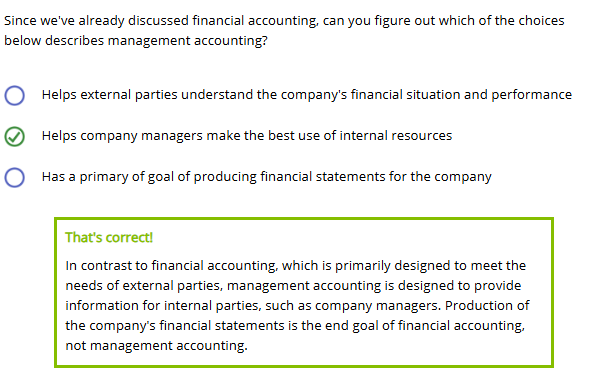 Since we've already discussed financial accounting, can you figure out which of the choices
below describes management accounting?
Helps external parties understand the company's financial situation and performance
Helps company managers make the best use of internal resources
Has a primary of goal of producing financial statements for the company
That's correct!
In contrast to financial accounting, which is primarily designed to meet the
needs of external parties, management accounting is designed to provide
information for internal parties, such as company managers. Production of
the company's financial statements is the end goal of financial accounting,
not management accounting.